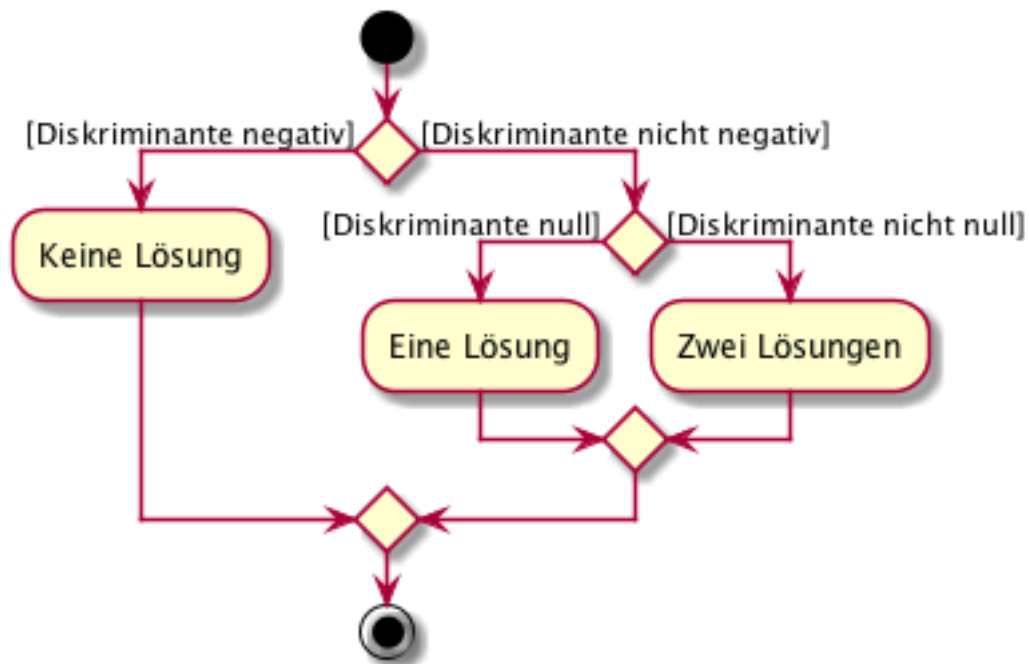 [Diskriminante negativ]
[Diskriminante nicht negativ]
[Diskriminante null]
[Diskriminante nicht null]
Keine Lösung
Eine Lösung
Zwei Lösungen